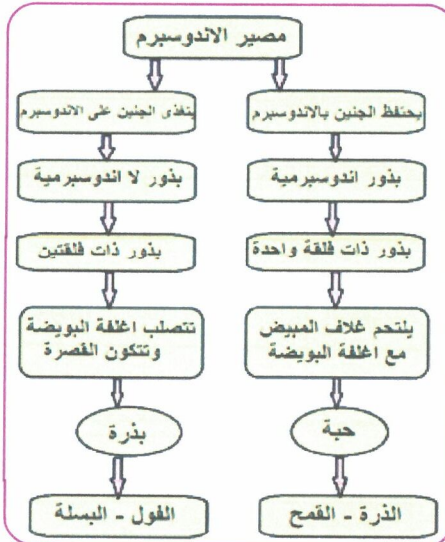 مصير الاندوسبرم
يحتفظ الجنين بالاندوسبرم
يتغذى الجنين على الاندوسبرم
بذور اندوسبرمية
بذور لا اندوسبرمية
بذور ذات فلقة واحدة
بذور ذات فلقتين
يلتحم غلاف المبيض
مع اغلفة البويضة
تتصلب اغلفة البويضة
وتتكون القصرة
حبة
بذرة
الذرة - القمح
الفول - البسلة